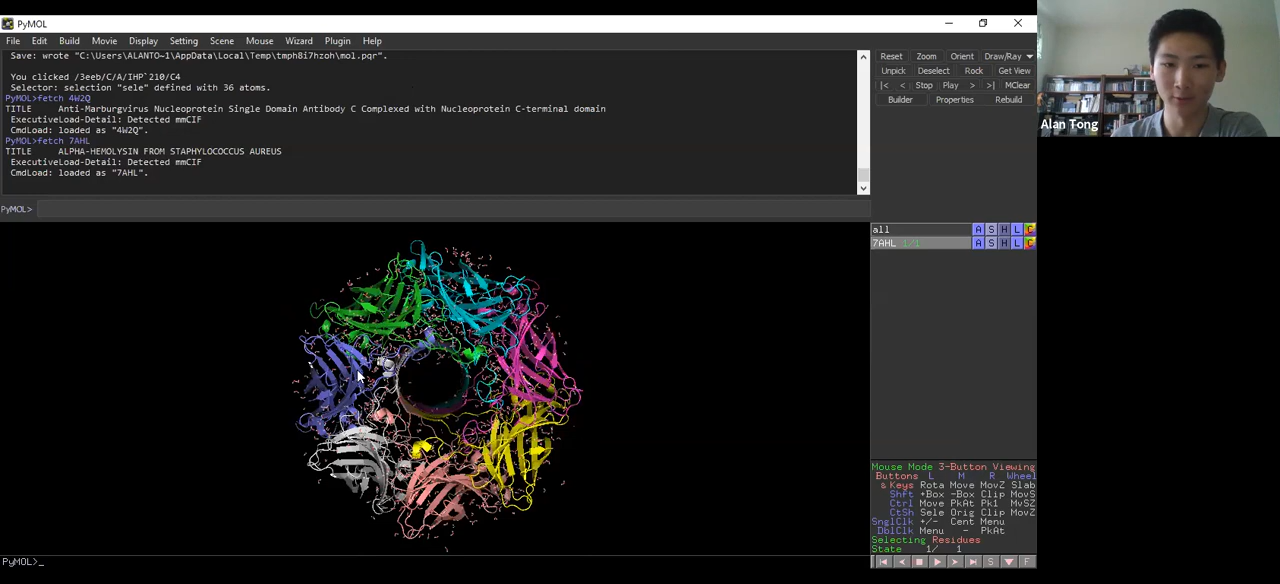 PyMOL
File Edit Build Movie Display Setting Scene Mouse Wizard Plugin Help
Save: wrote "C:\Users\ALANTO~1\AppData\Local\Temp\tmph8i7hzoh\mol.pqr".
You clicked /3eeb/C/A/IHP`210/C4
Selector: selection "sele" defined with 36 atoms.
PyMOL>fetch 4W2Q
TITLE Anti-Marburgvirus Nucleoprotein Single Domain Antibody C Complexed with Nucleoprotein C-terminal domain
ExecutiveLoad-Detail: Detected mmCIF
CmdLoad: loaded as "4W2Q".
PyMOL>fetch 7AHL
TITLE ALPHA-HEMOLYSIN FROM STAPHYLOCOCCUS AUREUS
ExecutiveLoad-Detail: Detected mmCIF
CmdLoad: loaded as "7AHL".
PyMOL>
Reset Zoom Orient Draw/Ray
Unpick Deselect Rock Get View
|< < Stop Play > >| MClear
Builder Properties Rebuild
Alan Tong
all A S H L C
7AHL 1/1 A S H L C
Mouse Mode 3-Button Viewing
Buttons L M R Wheel
& Keys Rota Move MovZ Slab
Shft +Box -Box Clip MovS
Ctrl Move PkAt Pk1 MvSZ
CtSh Sele Orig Clip MovZ
SnglClk +/- Cent Menu
DblClk Menu - PkAt
Selecting Residues
State 1/ 1
PyMOL>_
S F